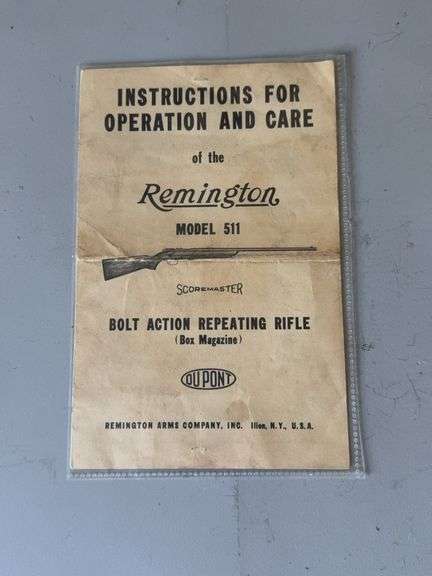 INSTRUCTIONS FOR
OPERATION AND CARE
of the
Remington
MODEL 511
SCOREMASTER
BOLT ACTION REPEATING RIFLE
(Box Magazine)
DU PONT
REMINGTON ARMS COMPANY, INC. Ilion, N.Y., U.S.A.